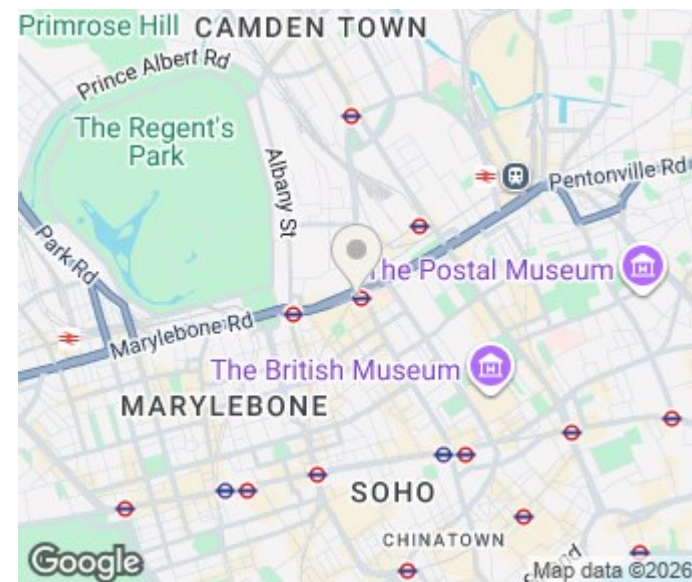 Primrose Hill
CAMDEN TOWN
Prince Albert Rd
The Regent's
Park
Albany St
Pentonville Rd
Park Rd
The Postal Museum
Marylebone Rd
The British Museum
MARYLEBONE
SOHO
CHINATOWN
Google
Map data ©2026